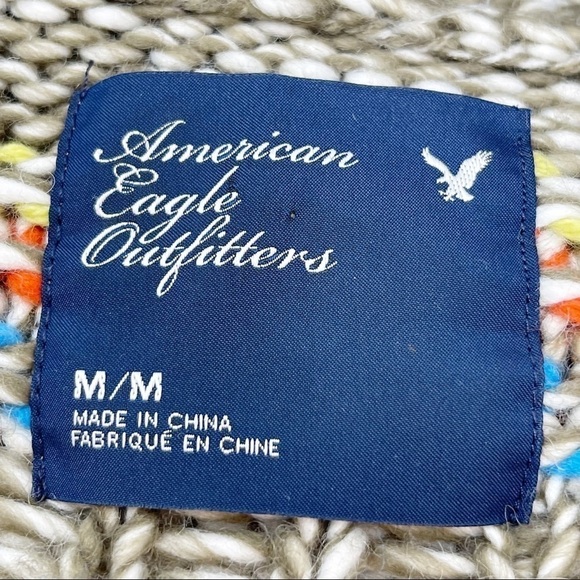 American
Eagle
Outfitters
M/M
MADE IN CHINA
FABRIQUÉ EN CHINE